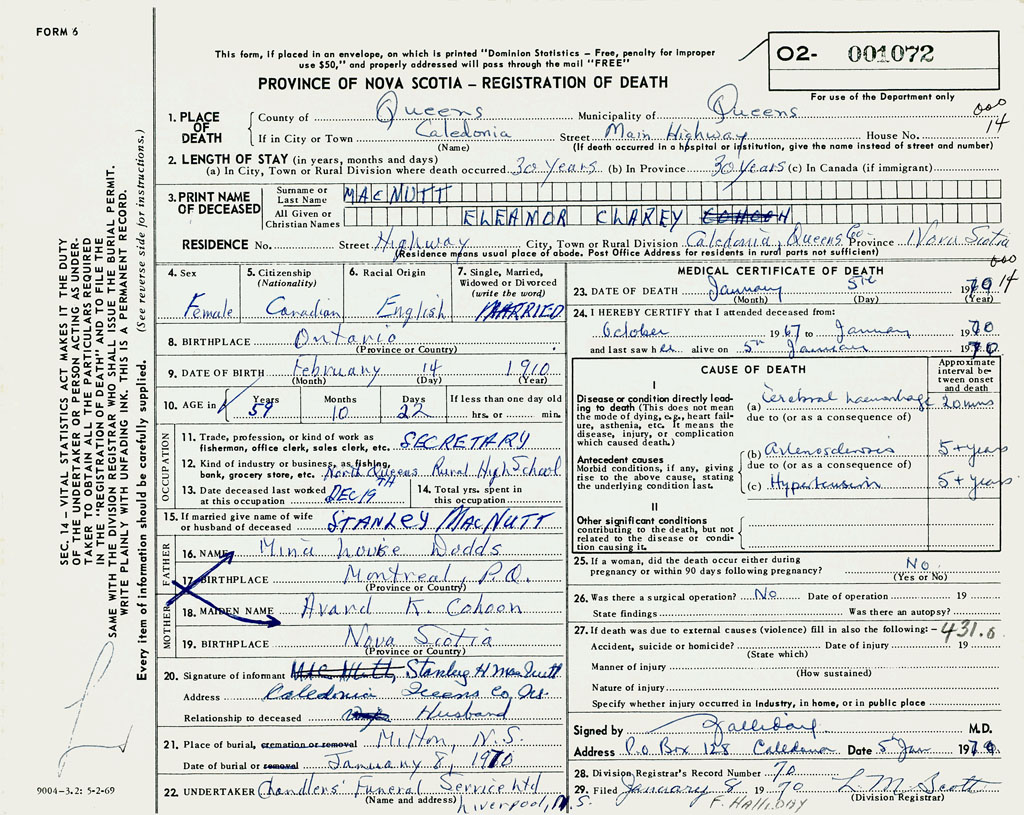 FORM 6
This form, if placed in an envelope, on which is printed "Dominion Statistics – Free, penalty for improper
use $50," and properly addressed will pass through the mail "FREE"
O2- 001072
PROVINCE OF NOVA SCOTIA – REGISTRATION OF DEATH
For use of the Department only
000
14
1. PLACE OF DEATH
County of Queens Municipality of Queens
If in City or Town Caledonia Street Main Highway House No.
(Name) (If death occurred in a hospital or institution, give the name instead of street and number)
2. LENGTH OF STAY (in years, months and days)
(a) In City, Town or Rural Division where death occurred 30 Years (b) In Province 30 Years (c) In Canada (if immigrant)
3. PRINT NAME OF DECEASED
Surname or Last Name MACNUTT
All Given or Christian Names ELEANOR CLAREY
RESIDENCE No. Street Highway City, Town or Rural Division Caledonia, Queens Co. Province Nova Scotia
(Residence means usual place of abode. Post Office Address for residents in rural parts not sufficient)
000
14
4. Sex
Female
5. Citizenship
(Nationality)
Canadian
6. Racial Origin
English
7. Single, Married,
Widowed or Divorced
(write the word)
MARRIED
8. BIRTHPLACE Ontario
(Province or Country)
9. DATE OF BIRTH February 14 1910
(Month) (Day) (Year)
10. AGE in Years Months Days If less than one day old
59 10 22 hrs. or min.
OCCUPATION
11. Trade, profession, or kind of work as
fisherman, office clerk, sales clerk, etc. SECRETARY
12. Kind of industry or business, as fishing,
bank, grocery store, etc. North Queens Rural High School
13. Date deceased last worked
at this occupation DEC 19TH
14. Total yrs. spent in
this occupation
15. If married give name of wife
or husband of deceased STANLEY MACNUTT
FATHER
16. NAME Mina Dodds
17. BIRTHPLACE Montreal, P.Q.
(Province or Country)
MOTHER
18. MAIDEN NAME Avard K. Cohoon
19. BIRTHPLACE Nova Scotia
(Province or Country)
20. Signature of informant Stanley H MacNutt
Address Caledonia Queens Co. N.S.
Relationship to deceased Husband
21. Place of burial, cremation or removal Milton, N.S.
Date of burial or removal January 8, 1970
22. UNDERTAKER Chandlers' Funeral Service Ltd
(Name and address) Liverpool, N.S.
MEDICAL CERTIFICATE OF DEATH
23. DATE OF DEATH January 5th 1970
(Month) (Day) (Year)
24. I HEREBY CERTIFY that I attended deceased from:
October 1967 to January 1970
and last saw her alive on 5th January 1970.
CAUSE OF DEATH
Approximate
interval be-
tween onset
and death
I
Disease or condition directly lead-
ing to death (This does not mean
the mode of dying, e.g., heart fail-
ure, asthenia, etc. It means the
disease, injury, or complication
which caused death.)
(a) Cerebral haemorrhage 20 mins
due to (or as a consequence of)
Antecedent causes
Morbid conditions, if any, giving
rise to the above cause, stating
the underlying condition last.
(b) Arteriosclerosis 5+ years
due to (or as a consequence of)
(c) Hypertension 5+ years
II
Other significant conditions
contributing to the death, but not
related to the disease or condi-
tion causing it.
25. If a woman, did the death occur either during
pregnancy or within 90 days following pregnancy? No
(Yes or No)
26. Was there a surgical operation? No Date of operation 19
State findings Was there an autopsy?
27. If death was due to external causes (violence) fill in also the following: – 431.0
Accident, suicide or homicide? Date of injury 19
(State which)
Manner of injury
(How sustained)
Nature of injury
Specify whether injury occurred in industry, in home, or in public place
Signed by Halliday M.D.
Address P.O Box 128 Caledonia Date 5 Jan 1970
28. Division Registrar's Record Number 70
29. Filed January 8 1970 L. M. Scott
(Division Registrar)
F. HALLIDAY
SEC. 14 – VITAL STATISTICS ACT MAKES IT THE DUTY
OF THE UNDERTAKER OR PERSON ACTING AS UNDER-
TAKER TO OBTAIN ALL THE PARTICULARS REQUIRED
IN THE "REGISTRATION OF DEATH" AND TO FILE THE
SAME WITH THE DIVISION REGISTRAR WHO SHALL ISSUE THE BURIAL PERMIT.
WRITE PLAINLY WITH UNFADING INK. THIS IS A PERMANENT RECORD.
Every item of information should be carefully supplied. (See reverse side for instructions.)
9004-3.2: 5-2-69